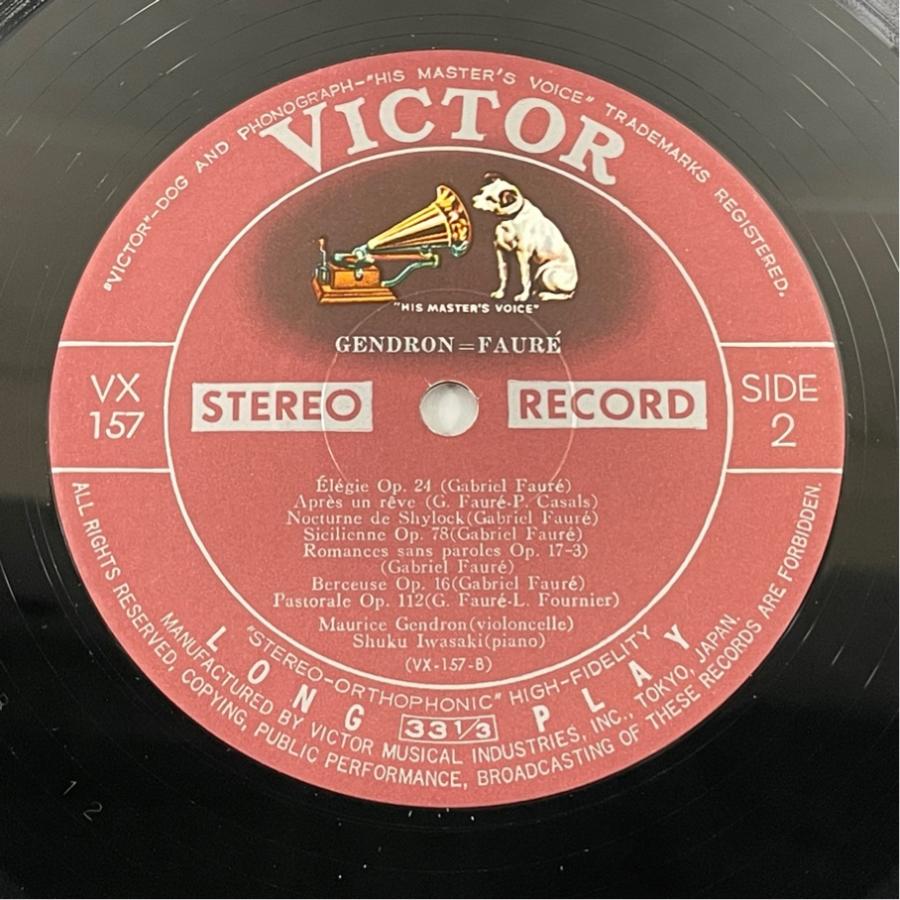 "VICTOR"–DOG AND PHONOGRAPH–"HIS MASTER'S VOICE" TRADEMARKS REGISTERED.
VICTOR
"HIS MASTER'S VOICE"
GENDRON=FAURÉ
VX
157
STEREO
RECORD
SIDE
2
Élégie Op. 24 (Gabriel Fauré)
Après un rêve (G. Fauré-P. Casals)
Nocturne de Shylock(Gabriel Fauré)
Sicilienne Op. 78(Gabriel Fauré)
Romances sans paroles Op. 17-3)
(Gabriel Fauré)
Berceuse Op. 16(Gabriel Fauré)
Pastorale Op. 112(G. Fauré-L. Fournier)
Maurice Gendron(violoncelle)
Shuku Iwasaki(piano)
(VX-157-B)
"STEREO-ORTHOPHONIC" HIGH-FIDELITY
LONG 33 1/3 PLAY
MANUFACTURED BY VICTOR MUSICAL INDUSTRIES, INC., TOKYO, JAPAN.
ALL RIGHTS RESERVED, COPYING, PUBLIC PERFORMANCE, BROADCASTING OF THESE RECORDS ARE FORBIDDEN.
1 2